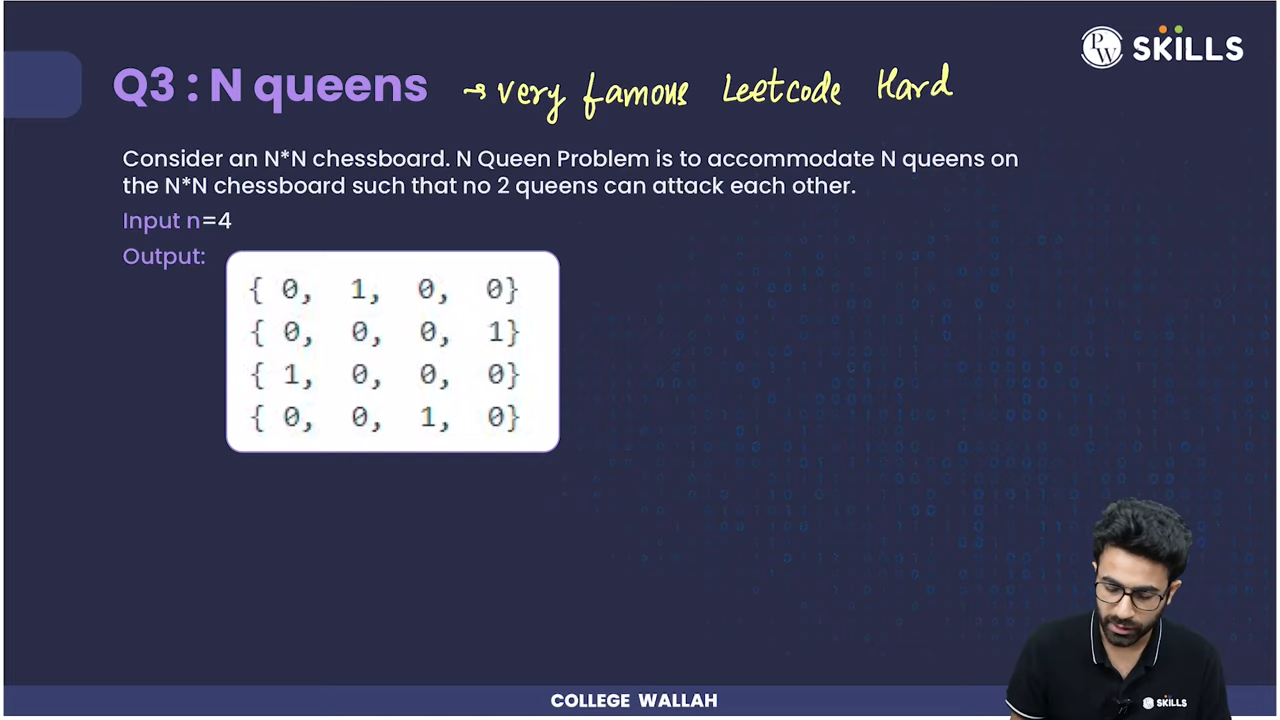 PW SKILLS
Q3 : N queens → very famous Leetcode Hard
Consider an N*N chessboard. N Queen Problem is to accommodate N queens on
the N*N chessboard such that no 2 queens can attack each other.
Input n=4
Output:
{ 0, 1, 0, 0}
{ 0, 0, 0, 1}
{ 1, 0, 0, 0}
{ 0, 0, 1, 0}
SKILLS
COLLEGE WALLAH